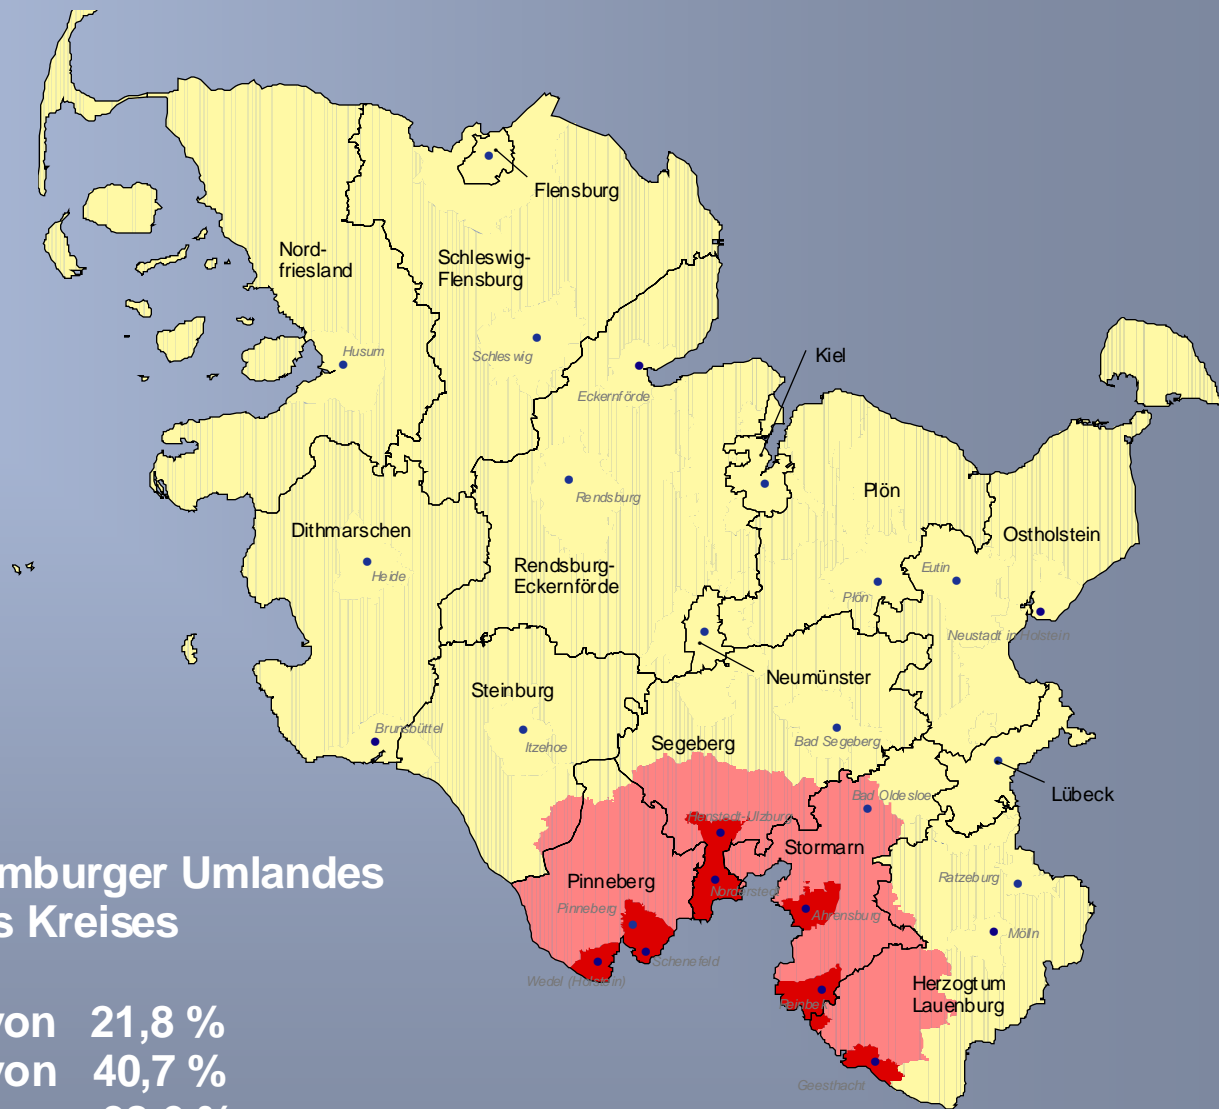 Flensburg
Nord-
friesland
Schleswig-
Flensburg
Husum
Schleswig
Kiel
Eckernförde
Rendsburg
Plön
Dithmarschen
Ostholstein
Heide
Rendsburg-
Eckernförde
Eutin
Plön
Neustadt in Holstein
Neumünster
Steinburg
Brunsbüttel
Itzehoe
Segeberg
Bad Segeberg
Lübeck
Bad Oldesloe
Henstedt-Ulzburg
Stormarn
mburger Umlandes
Pinneberg
Ratzeburg
Norderstedt
Pinneberg
Ahrensburg
s Kreises
Mölln
Schenefeld
Wedel (Holstein)
Herzogtum
Lauenburg
Reinbek
von 21,8 %
von 40,7 %
Geesthacht